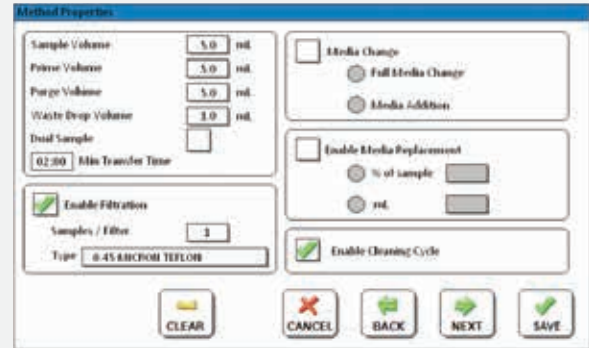 Method Properties
Sample Volume 5.0 mL
Prime Volume 5.0 mL
Purge Volume 5.0 mL
Waste Drop Volume 1.0 mL
Dual Sample
02:00 Min Transfer Time
Enable Filtration
Samples / Filter 1
Type 0.45 MICRON TEFLON
Media Change
Full Media Change
Media Addition
Enable Media Replacement
% of sample
mL
Enable Cleaning Cycle
CLEAR
CANCEL
BACK
NEXT
SAVE